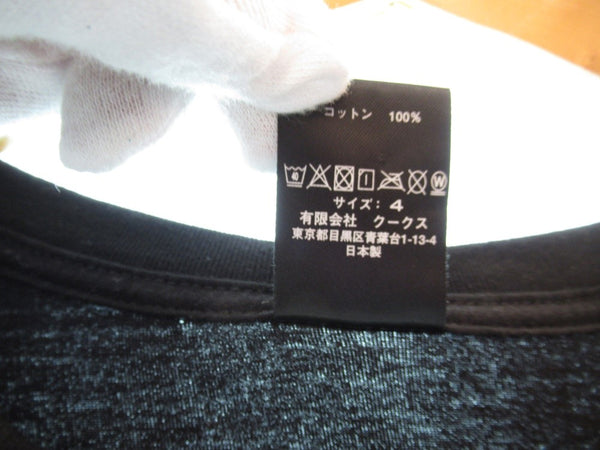 コットン 100%
40 W
サイズ: 4
有限会社 クークス
東京都目黒区青葉台1-13-4
日本製